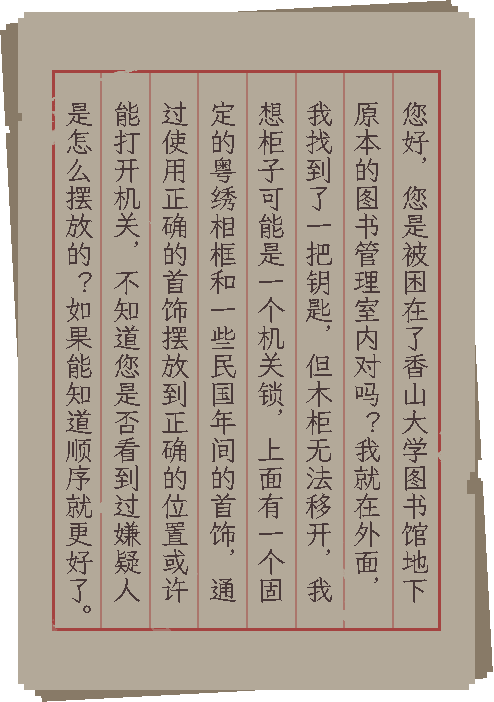 您好，您是被困在了香山大学图书馆地下
原本的图书管理室内对吗？我就在外面，
我找到了一把钥匙，但木柜无法移开，我
想柜子可能是一个机关锁，上面有一个固
定的粤绣相框和一些民国年间的首饰，通
过使用正确的首饰摆放到正确的位置或许
能打开机关，不知道您是否看到过嫌疑人
是怎么摆放的？如果能知道顺序就更好了。